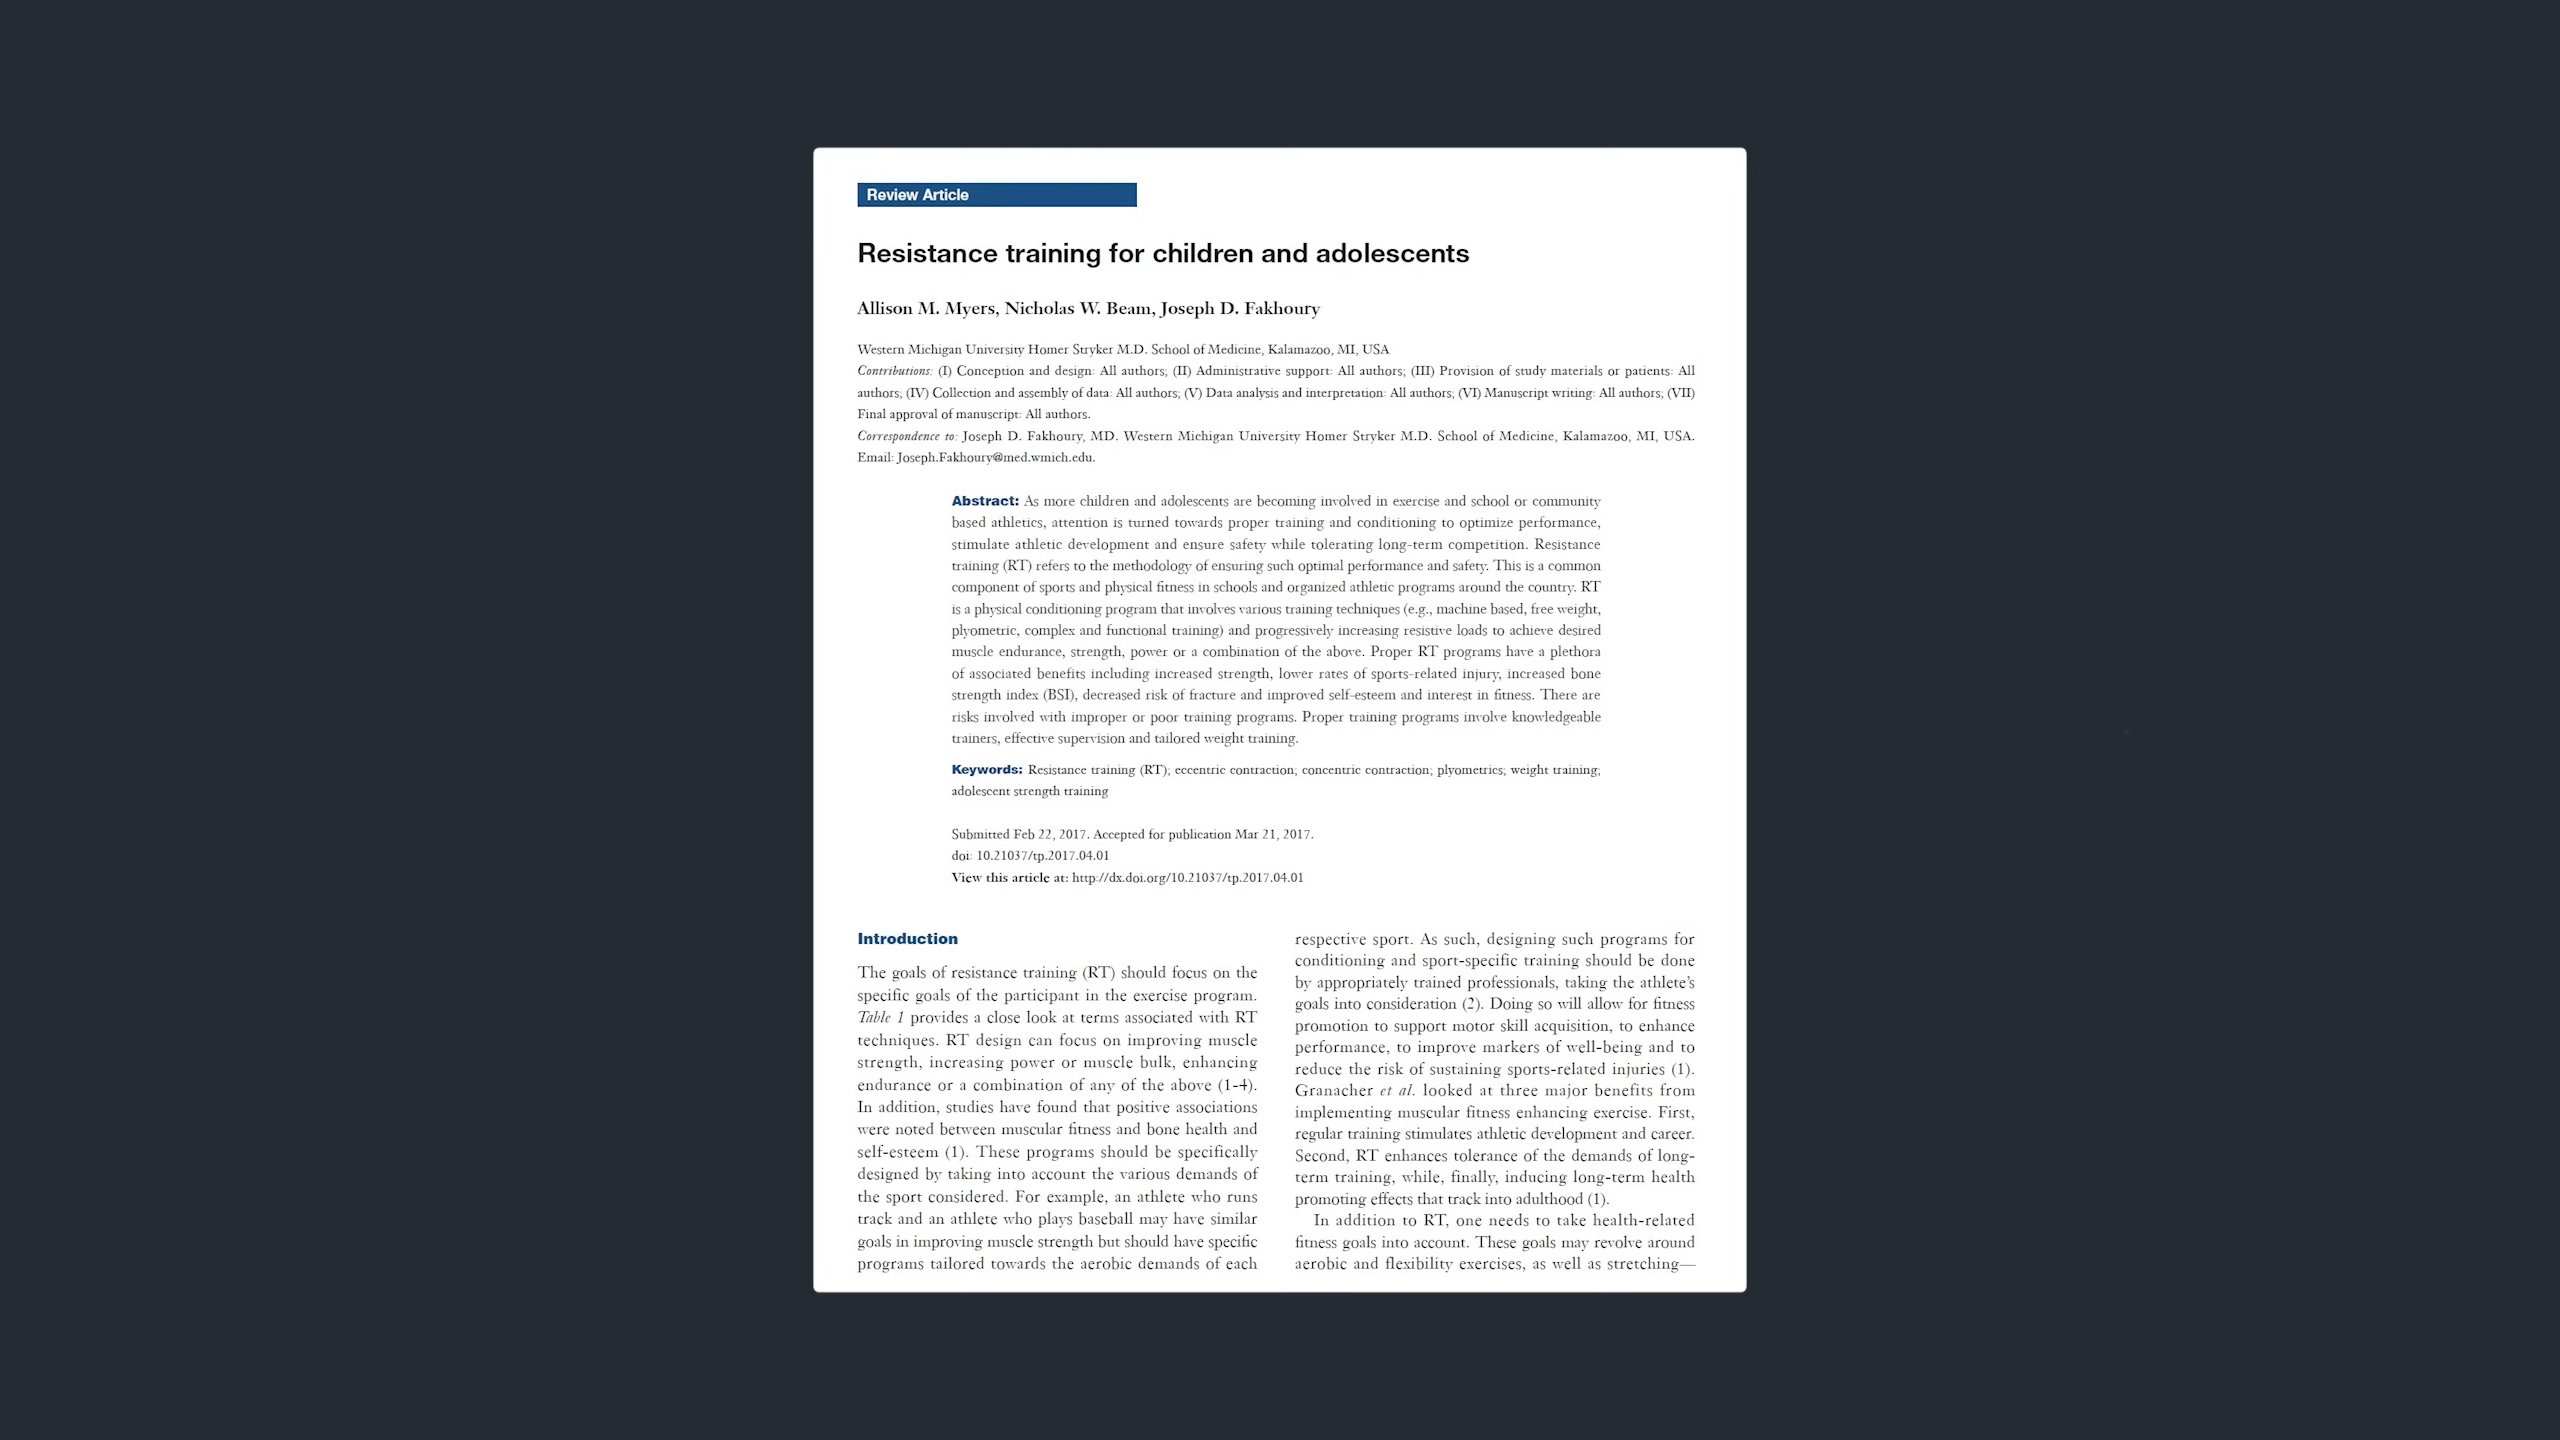 Review Article
Resistance training for children and adolescents
Allison M. Myers, Nicholas W. Beam, Joseph D. Fakhoury
Western Michigan University Homer Stryker M.D. School of Medicine, Kalamazoo, MI, USA
Contributions: (I) Conception and design: All authors; (II) Administrative support: All authors; (III) Provision of study materials or patients: All
authors; (IV) Collection and assembly of data: All authors; (V) Data analysis and interpretation: All authors; (VI) Manuscript writing: All authors; (VII)
Final approval of manuscript: All authors.
Correspondence to: Joseph D. Fakhoury, MD. Western Michigan University Homer Stryker M.D. School of Medicine, Kalamazoo, MI, USA.
Email: Joseph.Fakhoury@med.wmich.edu.
Abstract: As more children and adolescents are becoming involved in exercise and school or community
based athletics, attention is turned towards proper training and conditioning to optimize performance,
stimulate athletic development and ensure safety while tolerating long-term competition. Resistance
training (RT) refers to the methodology of ensuring such optimal performance and safety. This is a common
component of sports and physical fitness in schools and organized athletic programs around the country. RT
is a physical conditioning program that involves various training techniques (e.g., machine based, free weight,
plyometric, complex and functional training) and progressively increasing resistive loads to achieve desired
muscle endurance, strength, power or a combination of the above. Proper RT programs have a plethora
of associated benefits including increased strength, lower rates of sports-related injury, increased bone
strength index (BSI), decreased risk of fracture and improved self-esteem and interest in fitness. There are
risks involved with improper or poor training programs. Proper training programs involve knowledgeable
trainers, effective supervision and tailored weight training.
Keywords: Resistance training (RT); eccentric contraction; concentric contraction; plyometrics; weight training;
adolescent strength training
Submitted Feb 22, 2017. Accepted for publication Mar 21, 2017.
doi: 10.21037/tp.2017.04.01
View this article at: http://dx.doi.org/10.21037/tp.2017.04.01
Introduction
The goals of resistance training (RT) should focus on the
specific goals of the participant in the exercise program.
Table 1 provides a close look at terms associated with RT
techniques. RT design can focus on improving muscle
strength, increasing power or muscle bulk, enhancing
endurance or a combination of any of the above (1-4).
In addition, studies have found that positive associations
were noted between muscular fitness and bone health and
self-esteem (1). These programs should be specifically
designed by taking into account the various demands of
the sport considered. For example, an athlete who runs
track and an athlete who plays baseball may have similar
goals in improving muscle strength but should have specific
programs tailored towards the aerobic demands of each
respective sport. As such, designing such programs for
conditioning and sport-specific training should be done
by appropriately trained professionals, taking the athlete's
goals into consideration (2). Doing so will allow for fitness
promotion to support motor skill acquisition, to enhance
performance, to improve markers of well-being and to
reduce the risk of sustaining sports-related injuries (1).
Granacher et al. looked at three major benefits from
implementing muscular fitness enhancing exercise. First,
regular training stimulates athletic development and career.
Second, RT enhances tolerance of the demands of long-
term training, while, finally, inducing long-term health
promoting effects that track into adulthood (1).
In addition to RT, one needs to take health-related
fitness goals into account. These goals may revolve around
aerobic and flexibility exercises, as well as stretching—